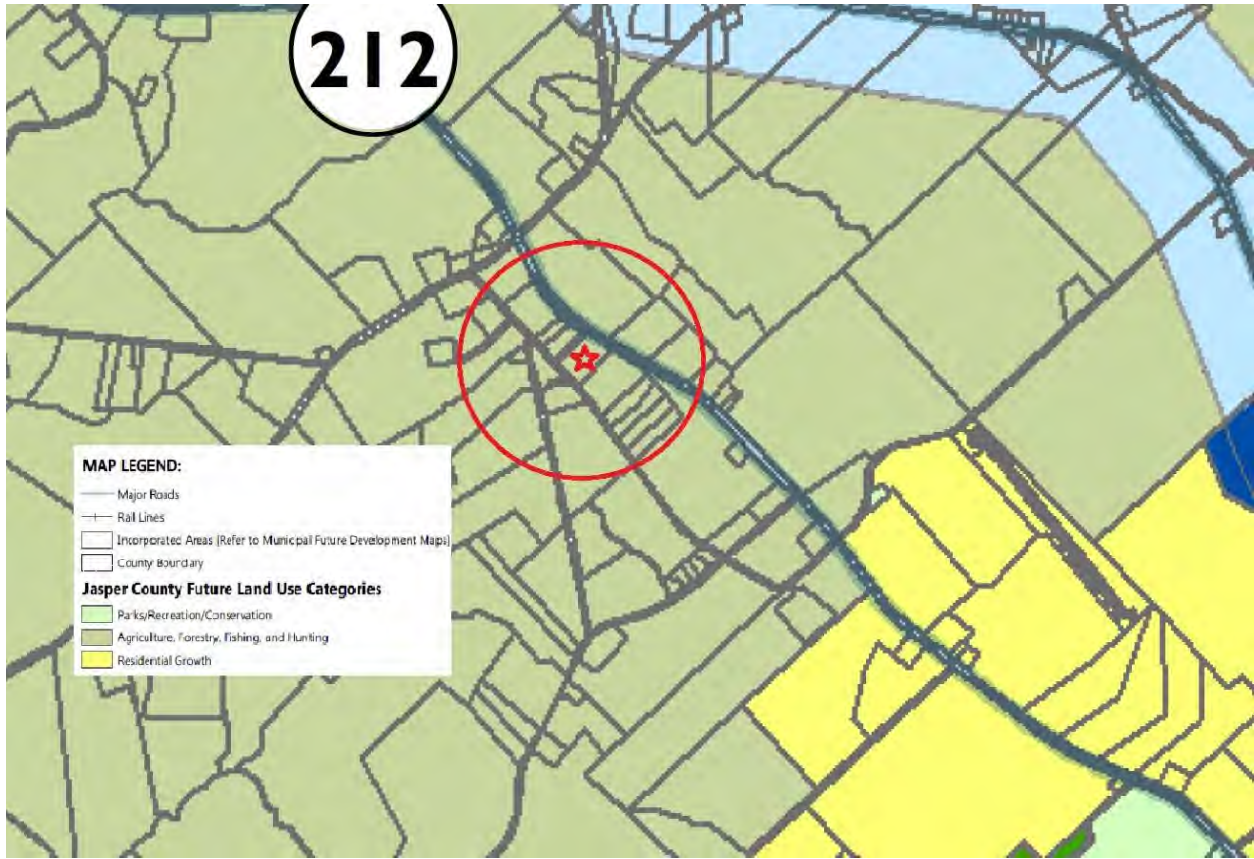 212
MAP LEGEND:
Major Roads
Rail Lines
Incorporated Areas (Refer to Municipal Future Development Maps)
County Boundary
Jasper County Future Land Use Categories
Parks/Recreation/Conservation
Agriculture, Forestry, Fishing, and Hunting
Residential Growth